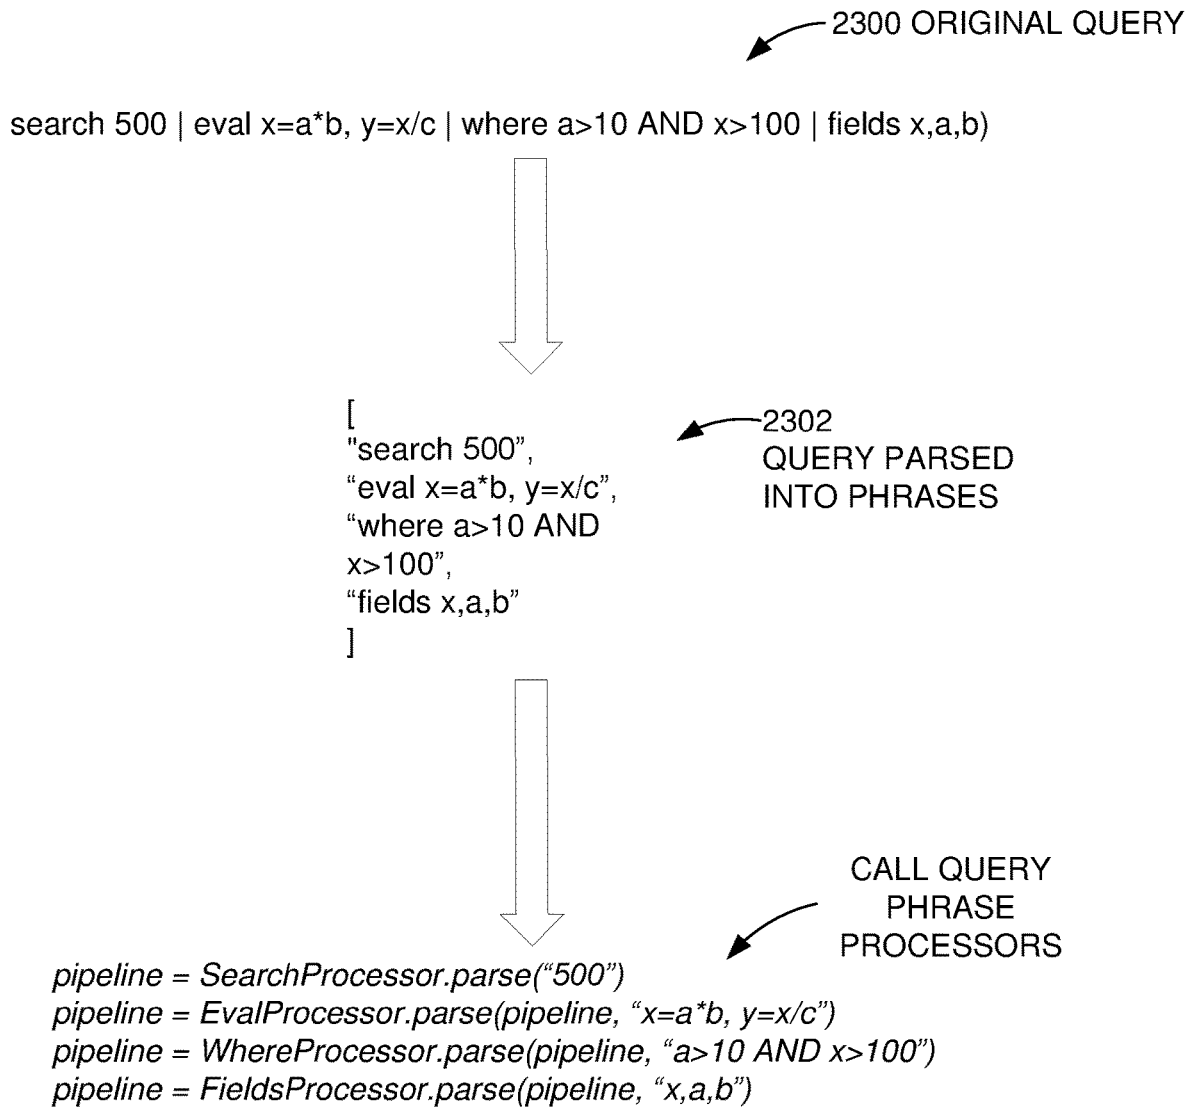 2300 ORIGINAL QUERY
search 500 | eval x=a*b, y=x/c | where a>10 AND x>100 | fields x,a,b)
[
"search 500”,
“eval x=a*b, y=x/c”,
“where a>10 AND
x>100”,
“fields x,a,b”
]
2302
QUERY PARSED
INTO PHRASES
CALL QUERY
PHRASE
PROCESSORS
pipeline = SearchProcessor.parse(“500”)
pipeline = EvalProcessor.parse(pipeline, “x=a*b, y=x/c”)
pipeline = WhereProcessor.parse(pipeline, “a>10 AND x>100”)
pipeline = FieldsProcessor.parse(pipeline, “x,a,b”)